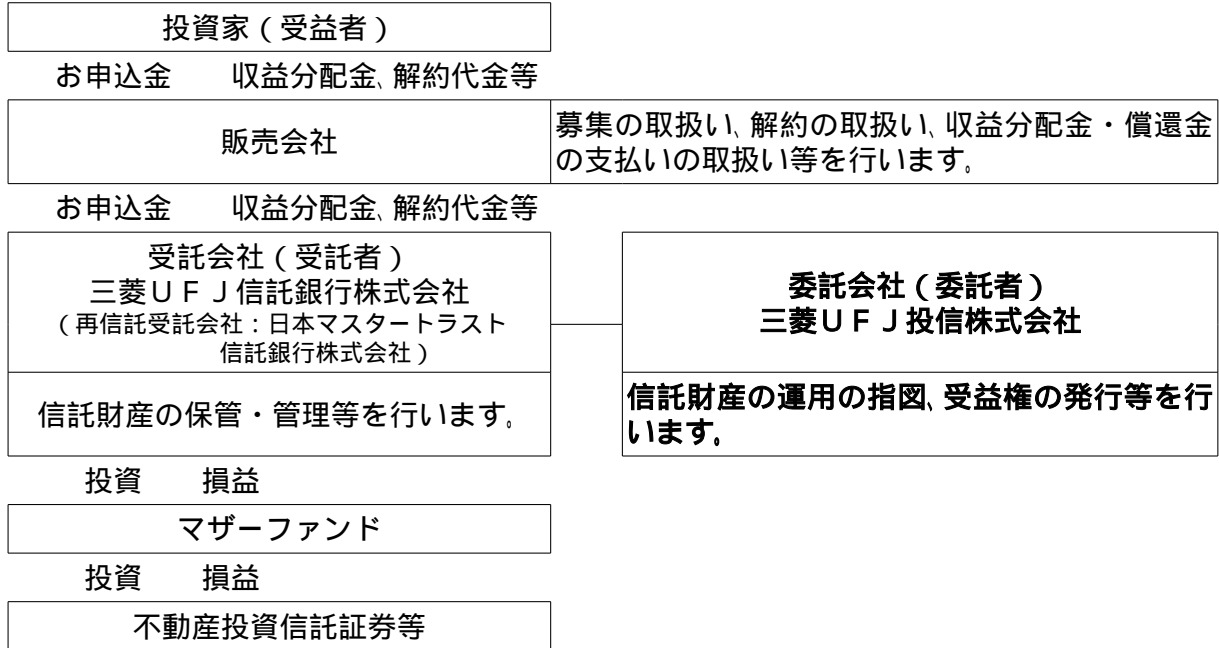 投資家（受益者）
お申込金　　収益分配金、解約代金等
販売会社
募集の取扱い、解約の取扱い、収益分配金・償還金
の支払いの取扱い等を行います。
お申込金　　収益分配金、解約代金等
受託会社（受託者）
三菱ＵＦＪ信託銀行株式会社
（再信託受託会社：日本マスタートラスト
信託銀行株式会社）
委託会社（委託者）
三菱ＵＦＪ投信株式会社
信託財産の保管・管理等を行います。
信託財産の運用の指図、受益権の発行等を行
います。
投資　　損益
マザーファンド
投資　　損益
不動産投資信託証券等